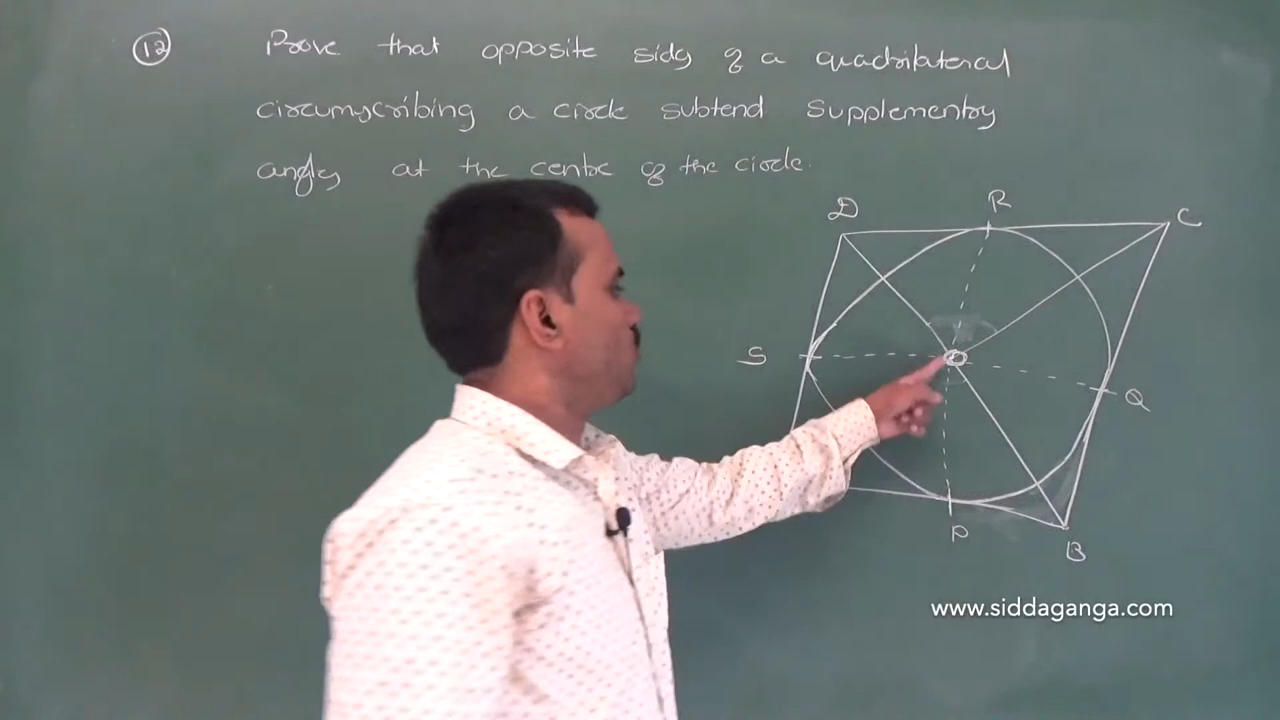 12 Prove that opposite sides of a quadrilateral
circumscribing a circle subtend supplementry
angles at the centre of the circle.
D R C
S O Q
P
B
www.siddaganga.com